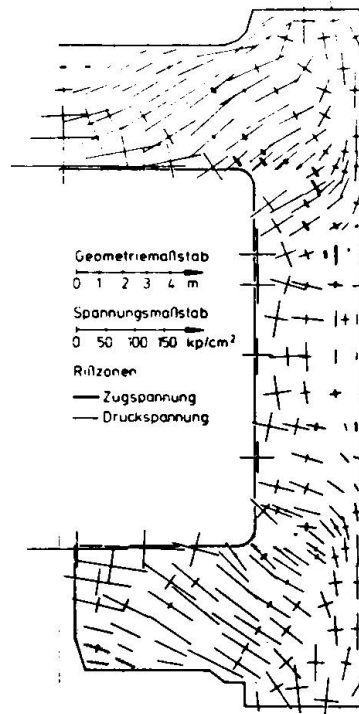 Geometriemaßstab
0 1 2 3 4 m
Spannungsmaßstab
0 50 100 150 kp/cm²
Rißzonen
Zugspannung
Druckspannung